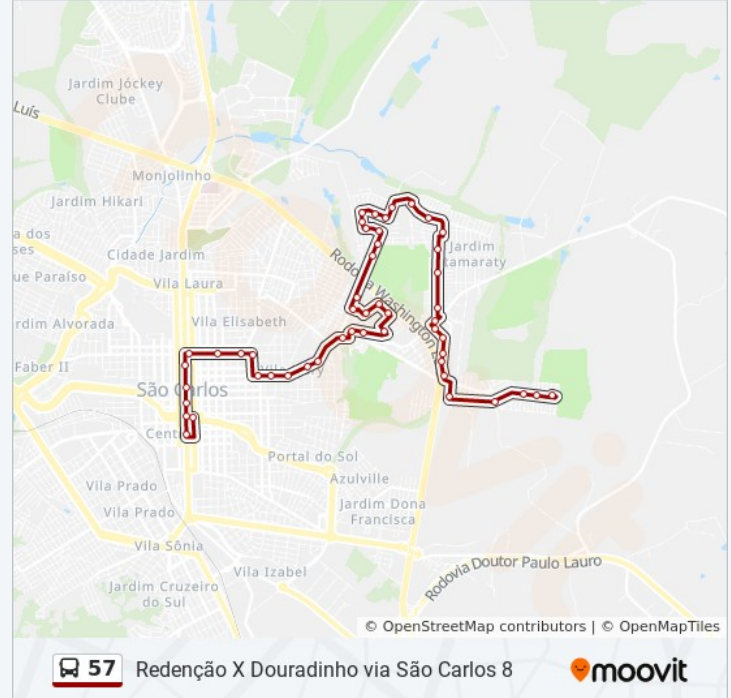 Jardim Jóckey
Clube
Luís
Monjolinho
Jardim Hikari
a dos
ses
Cidade Jardim
Rodo
a Washington L
Jardim
tamaraty
ue Paraíso
Vila Laura
rdim Alvorada
Vila Elisabeth
Faber II
São Carlos
Cent
Portal do Sol
Azulville
Vila Prado
Jardim Dona
Francisca
Vila Prado
Vila Sônia
Vila Izabel
Rodovia Doutor Paulo Lauro
Jardim Cruzeiro
do Sul
© OpenStreetMap contributors | © OpenMapTiles
57 Redenção X Douradinho via São Carlos 8 moovit